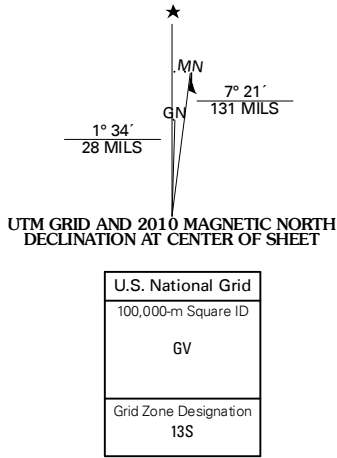 ★
MN
GN
7° 21´
131 MILS
1° 34´
28 MILS
UTM GRID AND 2010 MAGNETIC NORTH
DECLINATION AT CENTER OF SHEET
U.S. National Grid
100,000-m Square ID
GV
Grid Zone Designation
13S